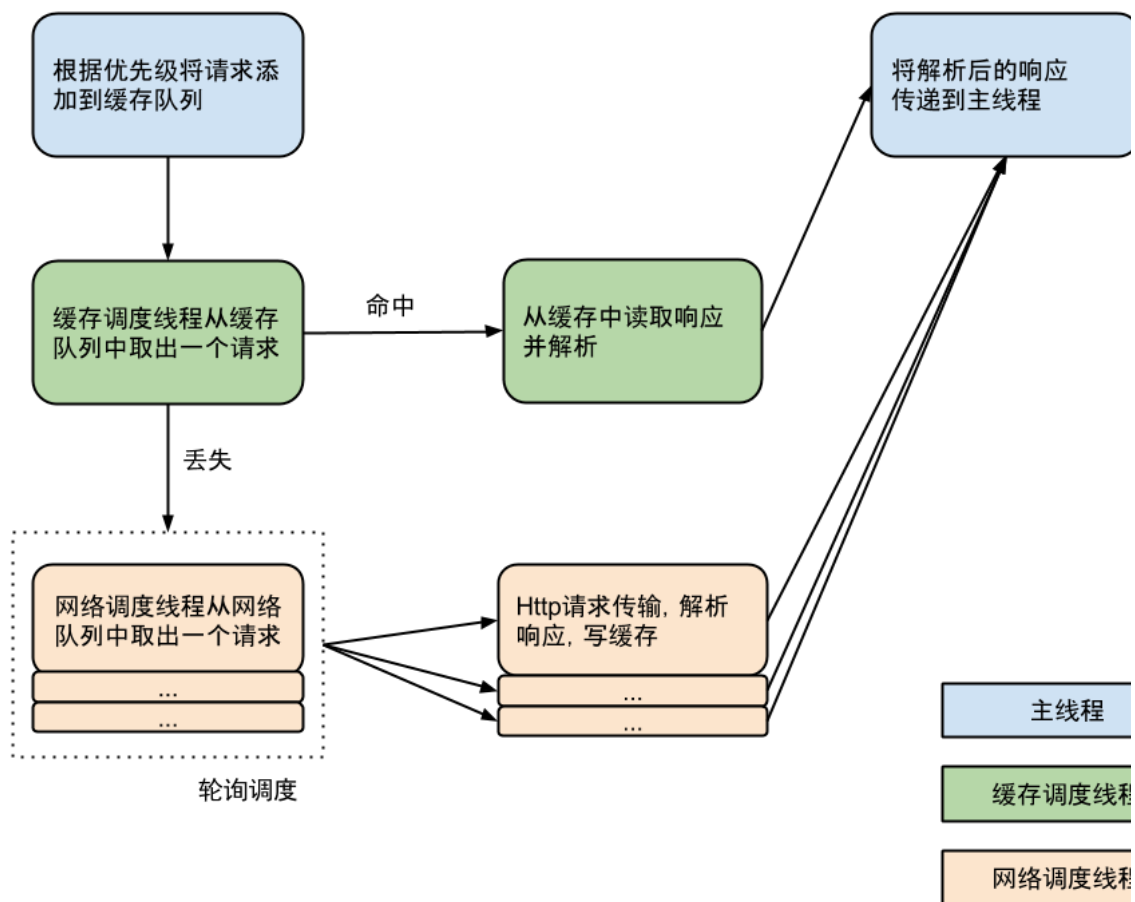 根据优先级将请求添
加到缓存队列
将解析后的响应
传递到主线程
缓存调度线程从缓存
队列中取出一个请求
命中
从缓存中读取响应
并解析
丢失
网络调度线程从网络
队列中取出一个请求
...
...
Http请求传输, 解析
响应, 写缓存
...
...
轮询调度
主线程
缓存调度线程
网络调度线程